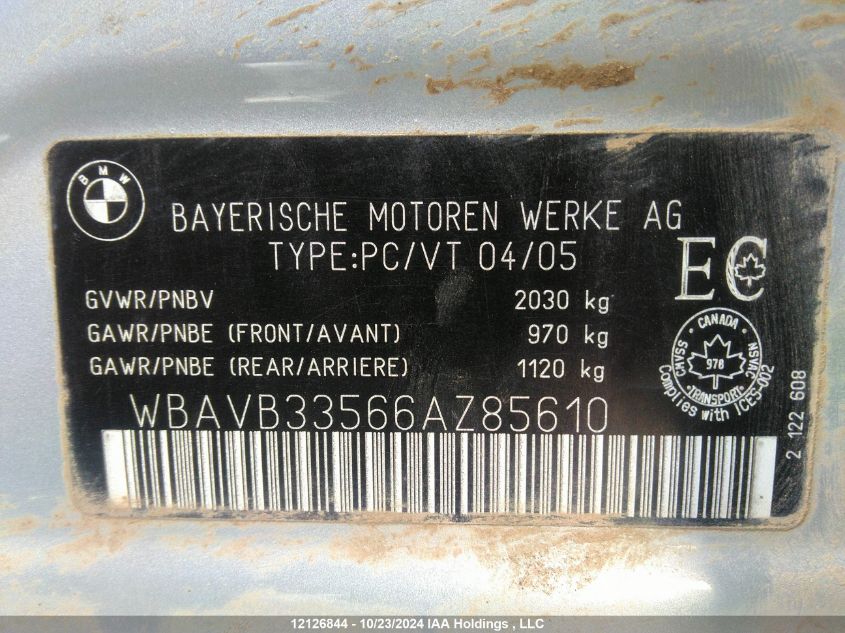 BMW
BAYERISCHE MOTOREN WERKE AG
TYPE:PC/VT 04/05
EC
GVWR/PNBV 2030 kg
GAWR/PNBE (FRONT/AVANT) 970 kg
GAWR/PNBE (REAR/ARRIERE) 1120 kg
CANADA
CMVSS
NSVAC
978
TRANSPORT
Complies with ICES-002
WBAVB33566AZ85610
2 122 608
12126844 - 10/23/2024 IAA Holdings , LLC